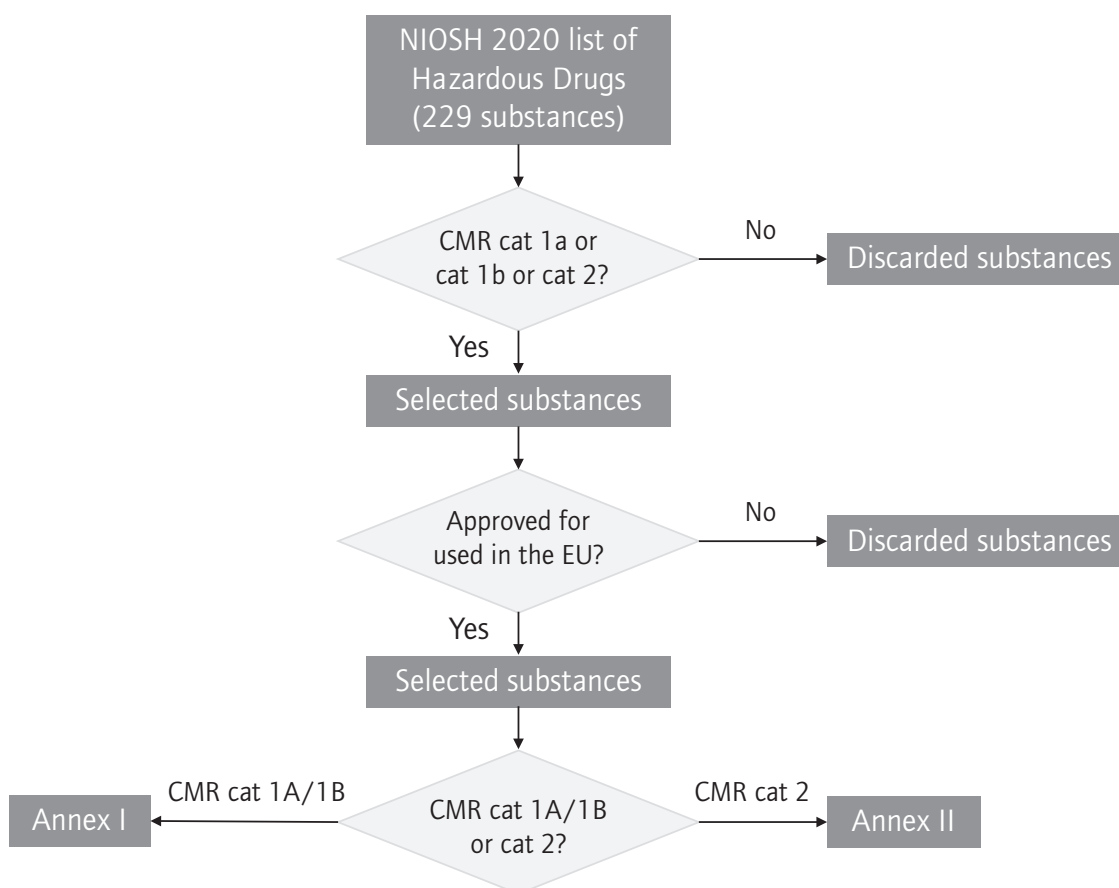 NIOSH 2020 list of
Hazardous Drugs
(229 substances)
CMR cat 1a or
cat 1b or cat 2?
No
Discarded substances
Yes
Selected substances
Approved for
used in the EU?
No
Discarded substances
Yes
Selected substances
CMR cat 1A/1B
CMR cat 2
Annex I
CMR cat 1A/1B
or cat 2?
Annex II